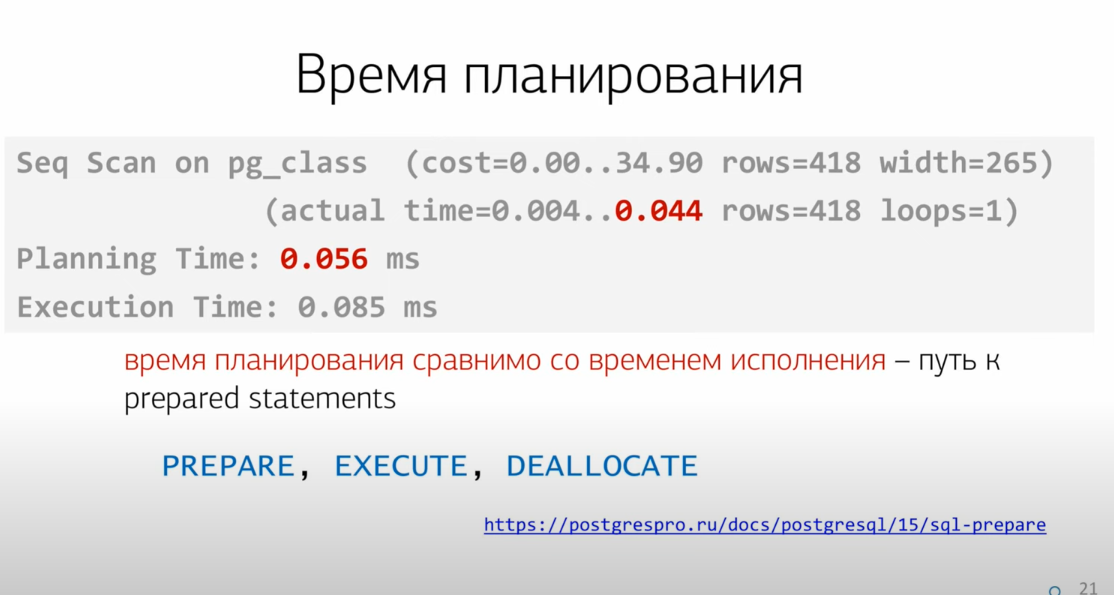 Время планирования
Seq Scan on pg_class (cost=0.00..34.90 rows=418 width=265)
(actual time=0.004..0.044 rows=418 loops=1)
Planning Time: 0.056 ms
Execution Time: 0.085 ms
время планирования сравнимо со временем исполнения – путь к
prepared statements
PREPARE, EXECUTE, DEALLOCATE
https://postgrespro.ru/docs/postgresql/15/sql-prepare
21